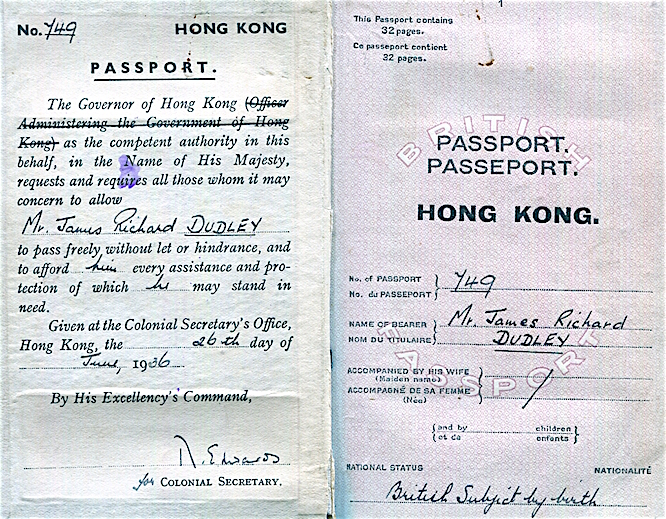 No. 749 HONG KONG
PASSPORT.
The Governor of Hong Kong (Officer
Administering the Government of Hong
Kong) as the competent authority in this
behalf, in the Name of His Majesty,
requests and requires all those whom it may
concern to allow
Mr. James Richard DUDLEY
to pass freely without let or hindrance, and
to afford him every assistance and pro-
tection of which he may stand in
need.
Given at the Colonial Secretary's Office,
Hong Kong, the 26th day of
June, 1936
By His Excellency's Command,
N. Edwards
for COLONIAL SECRETARY.
1
This Passport contains
32 pages.
Ce passeport contient
32 pages.
BRITISH
PASSPORT.
PASSEPORT.
HONG KONG.
No. of PASSPORT
No. du PASSEPORT
749
NAME OF BEARER
NOM DU TITULAIRE
Mr. James Richard
DUDLEY
PASSPORT
ACCOMPANIED BY HIS WIFE
(Maiden name)
ACCOMPAGNÉ DE SA FEMME
(Née)
and by children
et de enfants
NATIONAL STATUS NATIONALITÉ
British Subject by birth